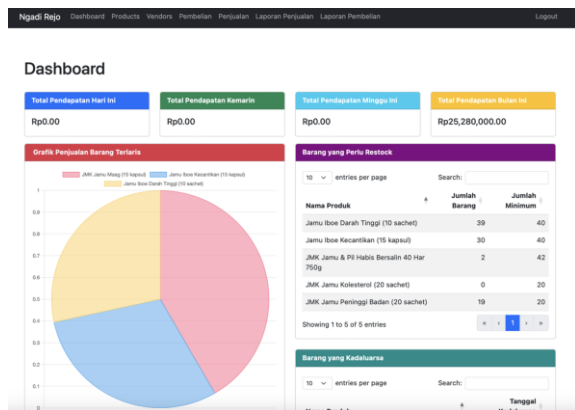 Ngadi Rejo Dashboard Products Vendors Pembelian Penjualan Laporan Penjualan Laporan Pembelian Logout
Dashboard
Total Pendapatan Hari Ini
Rp0.00
Total Pendapatan Kemarin
Rp0.00
Total Pendapatan Minggu Ini
Rp0.00
Total Pendapatan Bulan Ini
Rp25,280,000.00
Grafik Penjualan Barang Terlaris
JMK Jamu Maag (15 kapsul) Jamu Iboe Kecantikan (15 kapsul)
Jamu Iboe Darah Tinggi (10 sachet)
1
0.9
0.8
0.7
0.6
0.5
0.4
0.3
0.2
0.1
0
Barang yang Perlu Restock
10 entries per page Search:
Nama Produk Jumlah Barang Jumlah Minimum
Jamu Iboe Darah Tinggi (10 sachet) 39 40
Jamu Iboe Kecantikan (15 kapsul) 30 40
JMK Jamu & Pil Habis Bersalin 40 Har
750g 2 42
JMK Jamu Kolesterol (20 sachet) 0 20
JMK Jamu Peninggi Badan (20 sachet) 19 20
Showing 1 to 5 of 5 entries « ‹ 1 › »
Barang yang Kadaluarsa
10 entries per page Search:
Tanggal